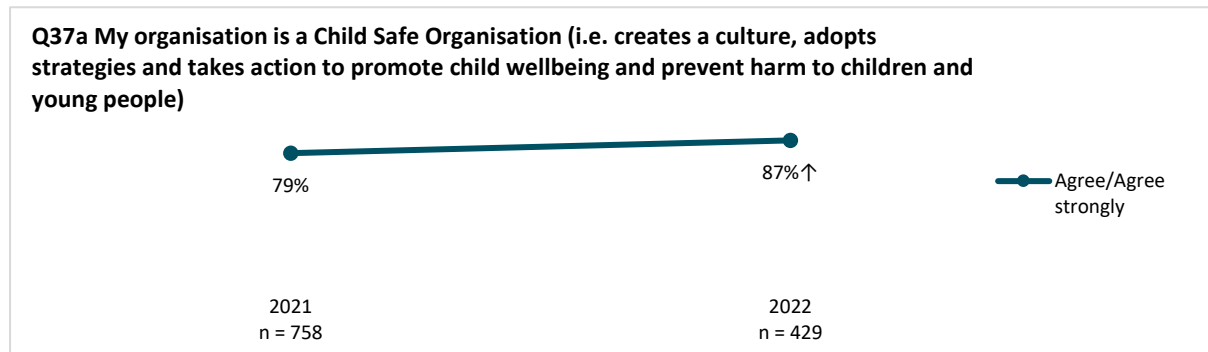 Q37a My organisation is a Child Safe Organisation (i.e. creates a culture, adopts
strategies and takes action to promote child wellbeing and prevent harm to children and
young people)
79%
87%↑
Agree/Agree
strongly
2021
n = 758
2022
n = 429